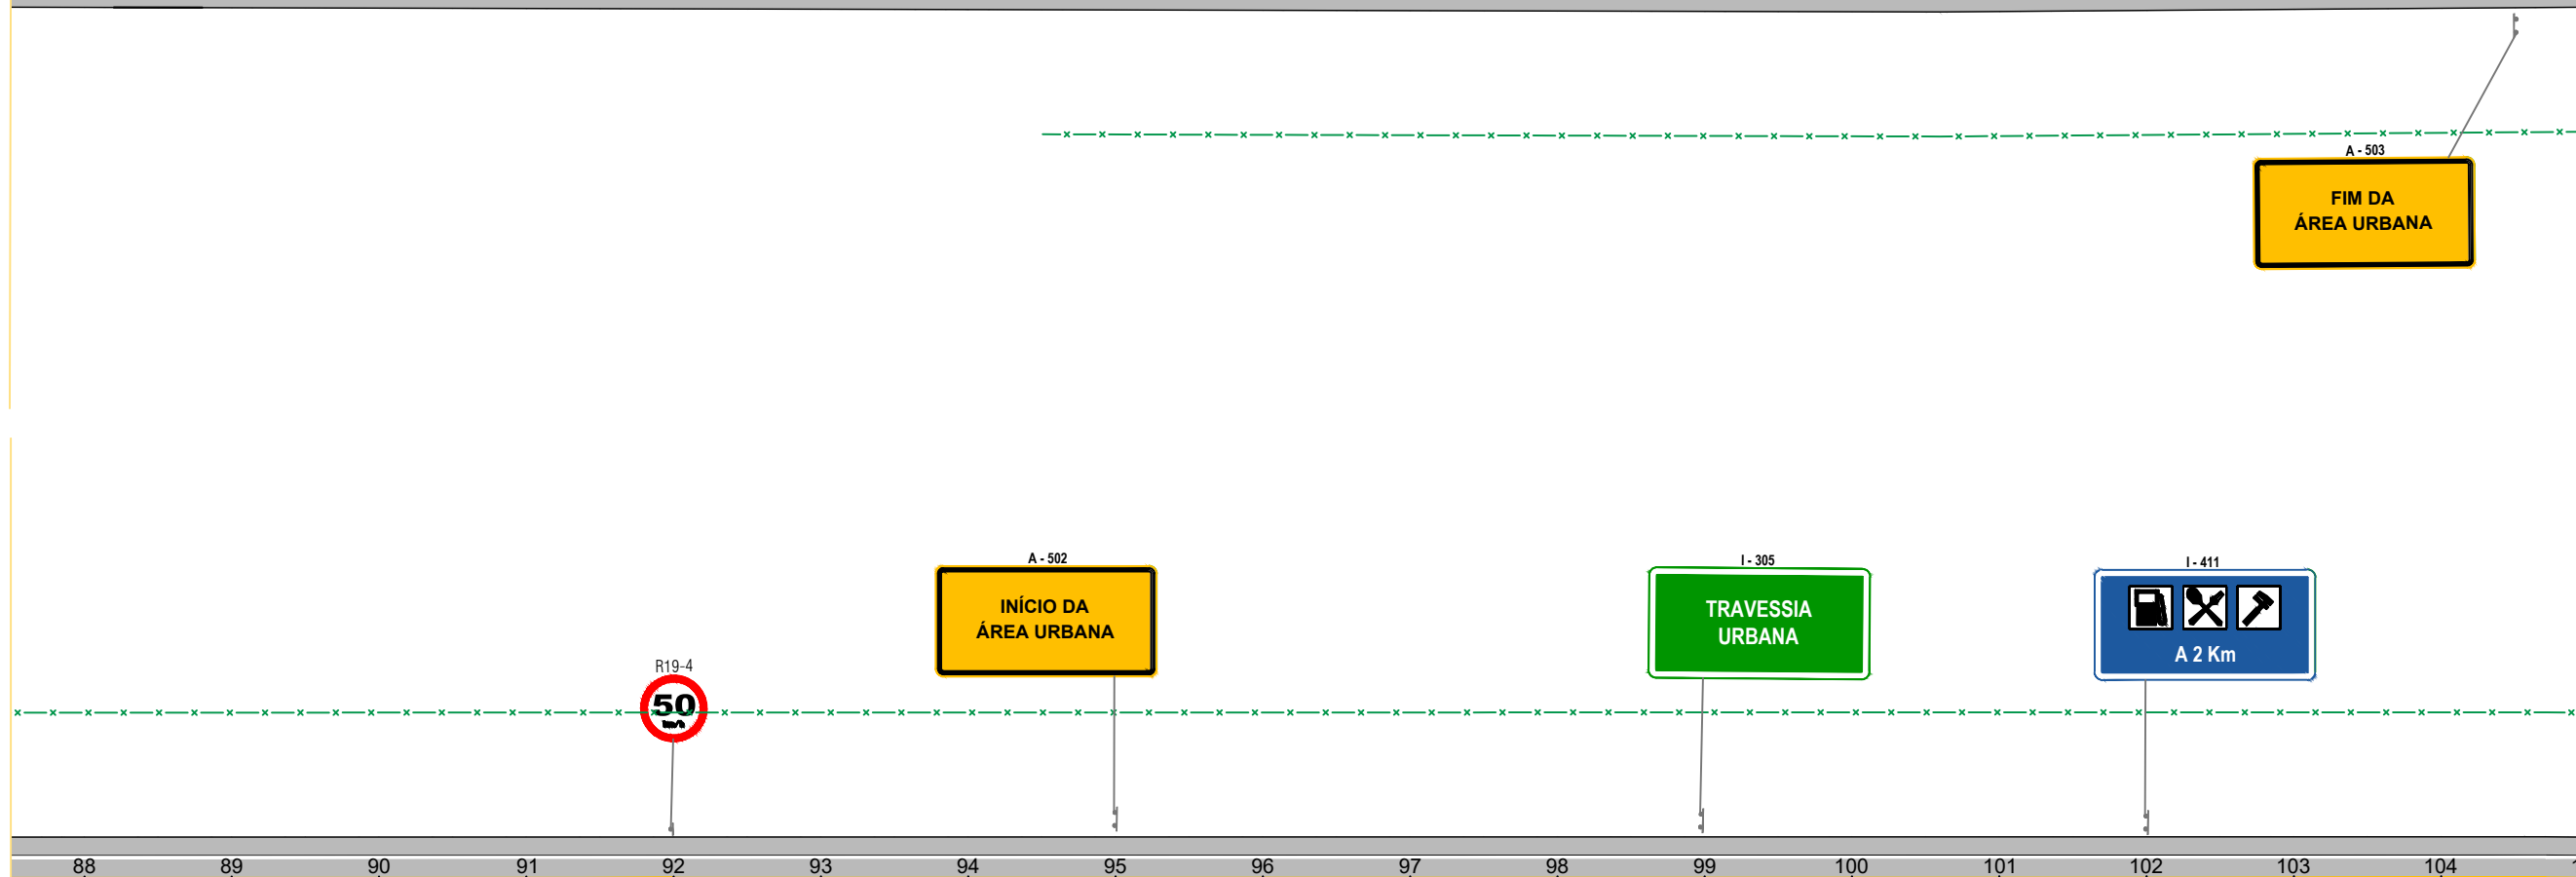 A - 503
FIM DA
ÁREA URBANA
A - 502
INÍCIO DA
ÁREA URBANA
I - 305
TRAVESSIA
URBANA
I - 411
A 2 Km
R19-4
50
km/h
88 89 90 91 92 93 94 95 96 97 98 99 100 101 102 103 104